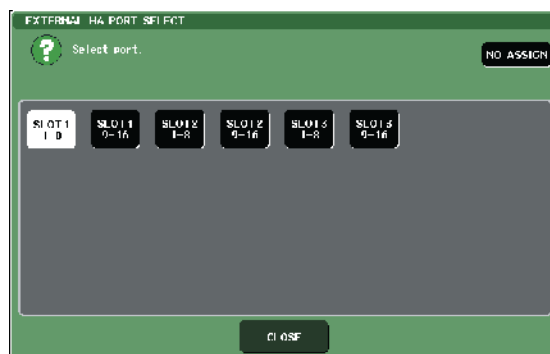 EXTERNAL HA PORT SELECT
Select port.
NO ASSIGN
SLOT1
1-8
SLOT1
9-16
SLOT2
1-8
SLOT2
9-16
SLOT3
1-8
SLOT3
9-16
CLOSE